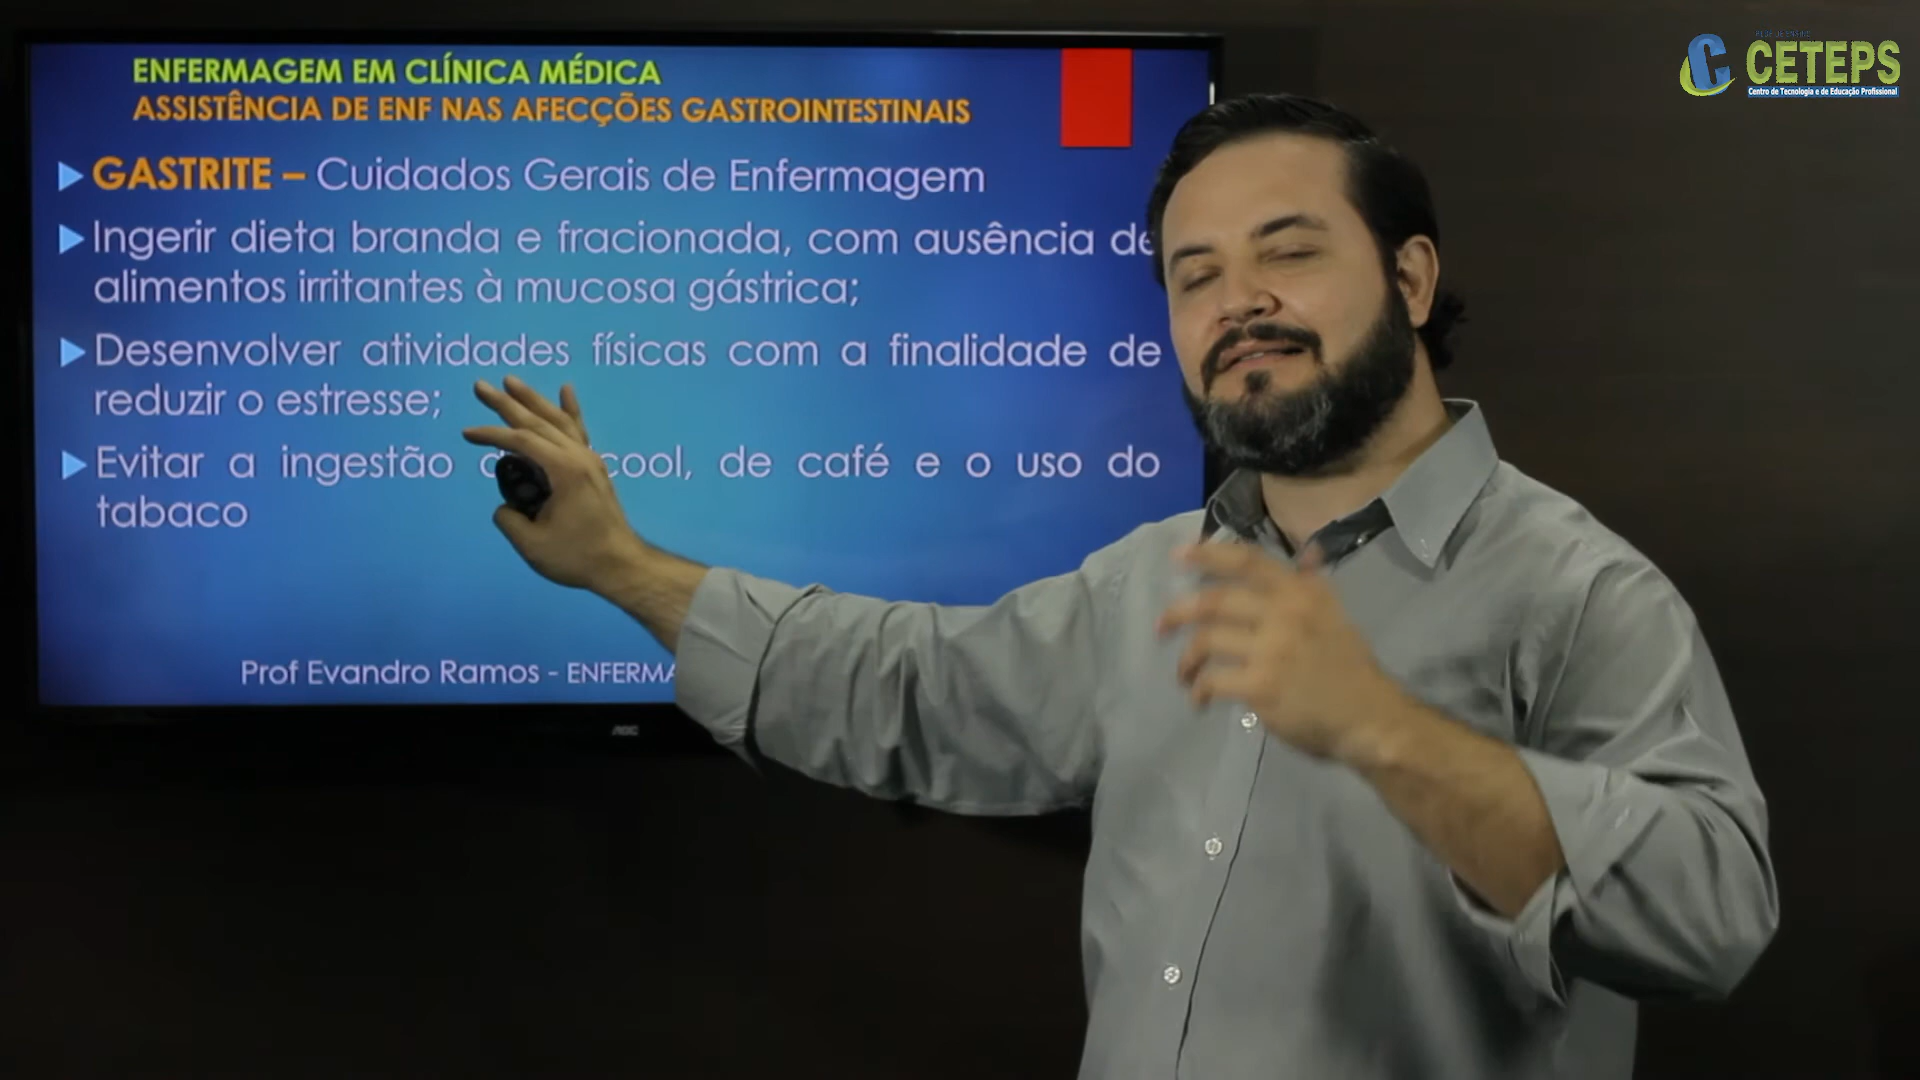 ENFERMAGEM EM CLÍNICA MÉDICA
ASSISTÊNCIA DE ENF NAS AFECÇÕES GASTROINTESTINAIS
GASTRITE – Cuidados Gerais de Enfermagem
Ingerir dieta branda e fracionada, com ausência de
alimentos irritantes à mucosa gástrica;
Desenvolver atividades físicas com a finalidade de
reduzir o estresse;
Evitar a ingestão cool, de café e o uso do
tabaco
Prof Evandro Ramos - ENFERMA
AOC
CETEPS
Centro de Tecnologia e de Educação Profissional